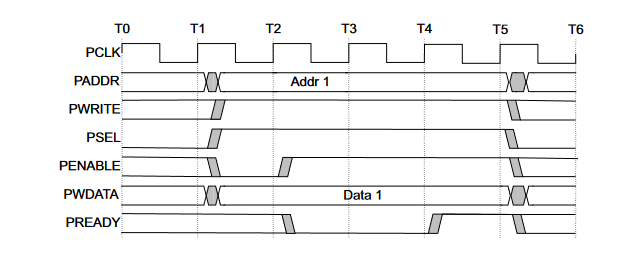 T0 T1 T2 T3 T4 T5 T6
PCLK
PADDR Addr 1
PWRITE
PSEL
PENABLE
PWDATA Data 1
PREADY